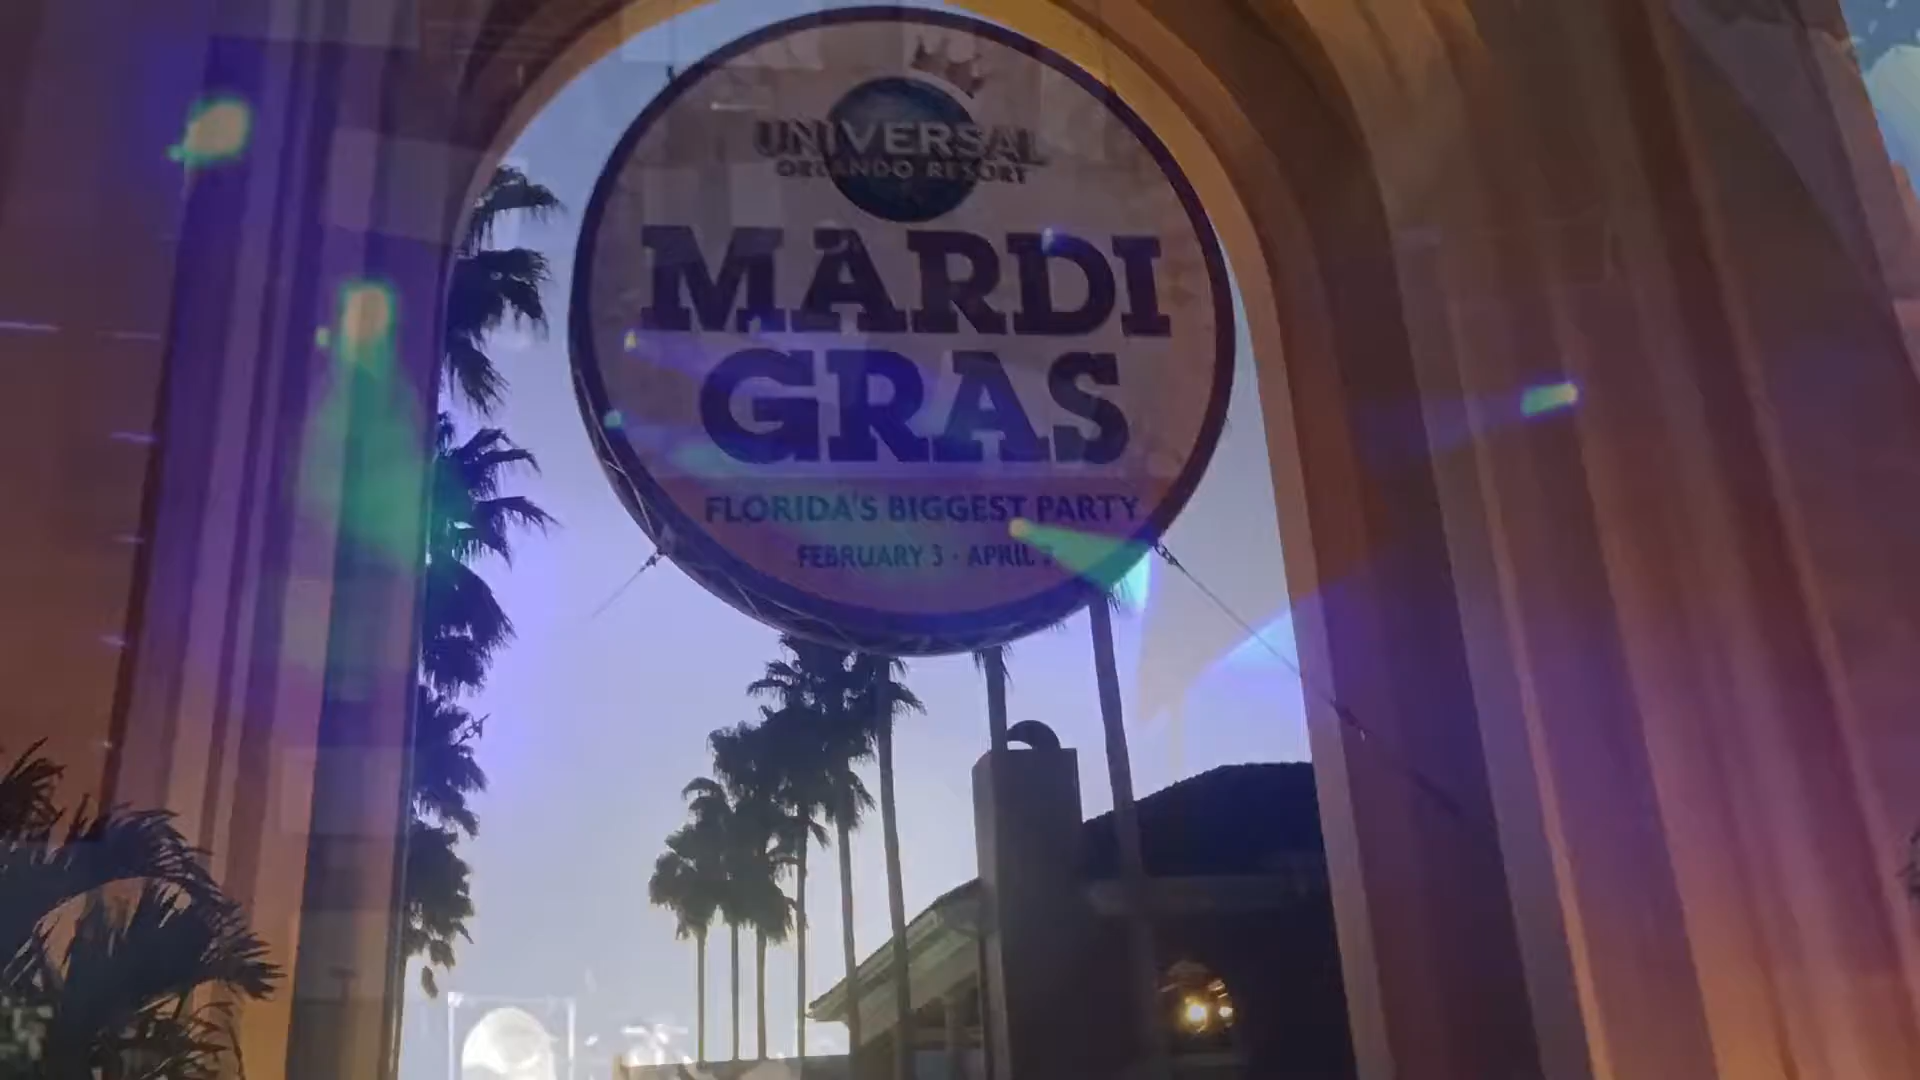 UNIVERSAL
ORLANDO RESORT
MARDI
GRAS
FLORIDA'S BIGGEST PARTY
FEBRUARY 3 - APRIL